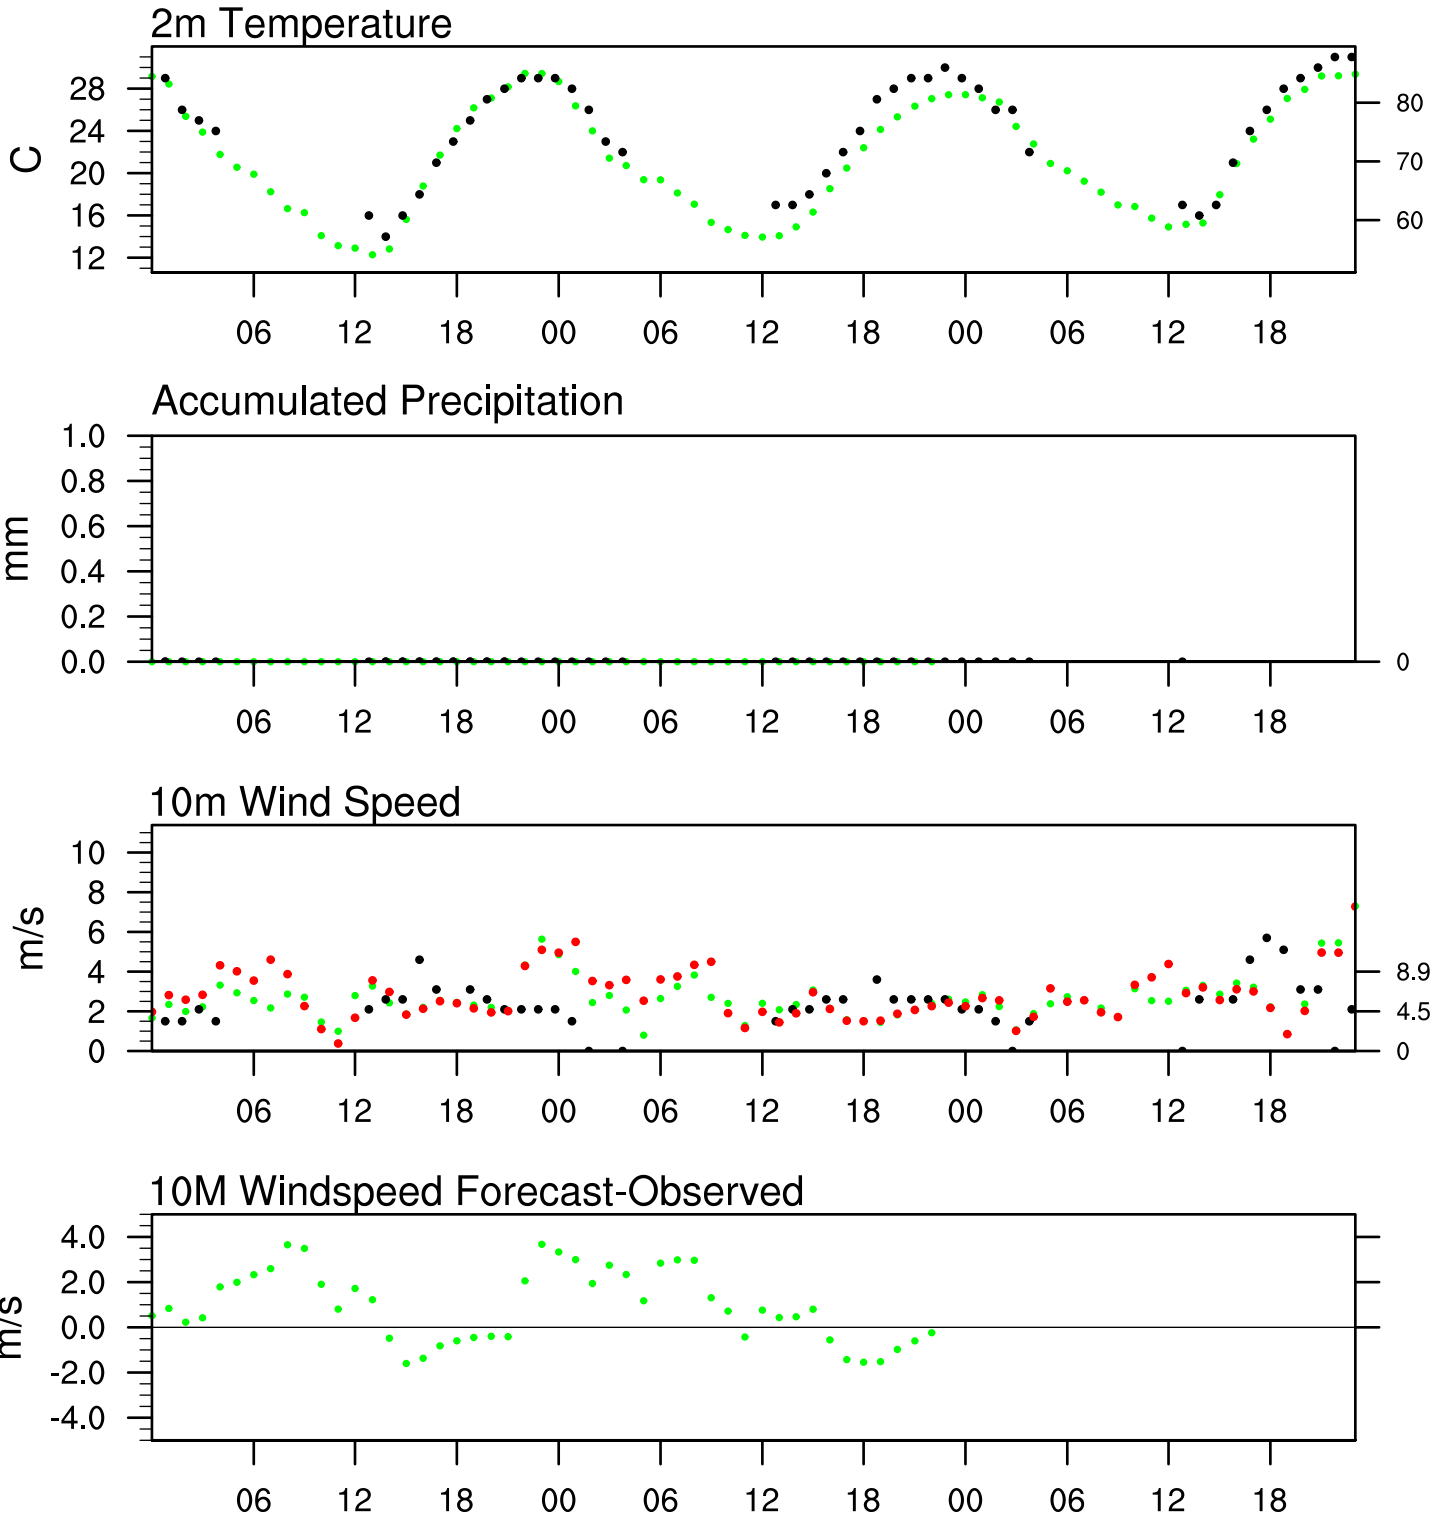 2m Temperature
C
28
24
20
16
12
80
70
60
06 12 18 00 06 12 18 00 06 12 18
Accumulated Precipitation
mm
1.0
0.8
0.6
0.4
0.2
0.0
0
06 12 18 00 06 12 18 00 06 12 18
10m Wind Speed
m/s
10
8
6
4
2
0
8.9
4.5
0
06 12 18 00 06 12 18 00 06 12 18
10M Windspeed Forecast-Observed
m/s
4.0
2.0
0.0
-2.0
-4.0
06 12 18 00 06 12 18 00 06 12 18